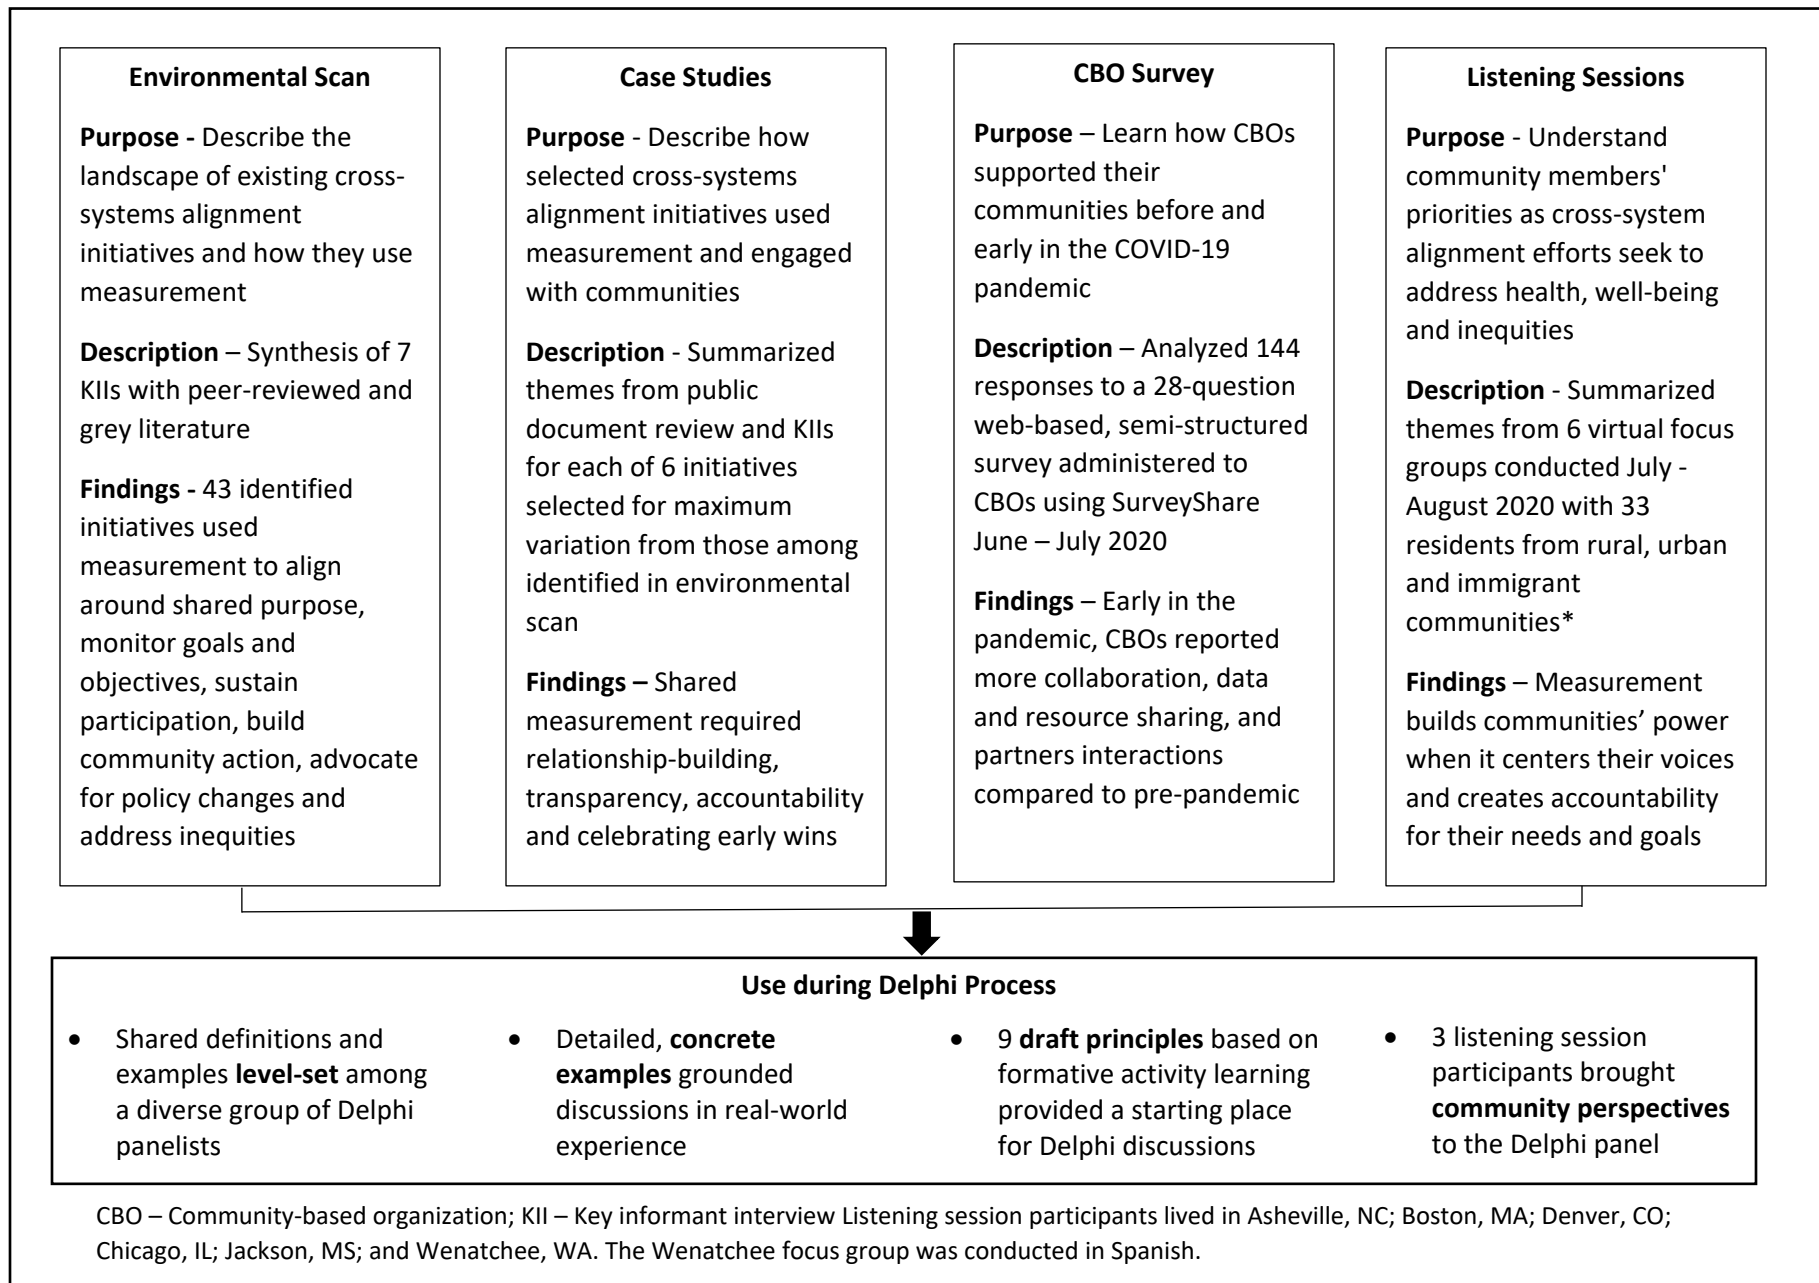 Environmental Scan
Purpose - Describe the
landscape of existing cross-
systems alignment
initiatives and how they use
measurement
Description – Synthesis of 7
KIIs with peer-reviewed and
grey literature
Findings - 43 identified
initiatives used
measurement to align
around shared purpose,
monitor goals and
objectives, sustain
participation, build
community action, advocate
for policy changes and
address inequities
Case Studies
Purpose - Describe how
selected cross-systems
alignment initiatives used
measurement and engaged
with communities
Description - Summarized
themes from public
document review and KIIs
for each of 6 initiatives
selected for maximum
variation from those among
identified in environmental
scan
Findings – Shared
measurement required
relationship-building,
transparency, accountability
and celebrating early wins
CBO Survey
Purpose – Learn how CBOs
supported their
communities before and
early in the COVID-19
pandemic
Description – Analyzed 144
responses to a 28-question
web-based, semi-structured
survey administered to
CBOs using SurveyShare
June – July 2020
Findings – Early in the
pandemic, CBOs reported
more collaboration, data
and resource sharing, and
partners interactions
compared to pre-pandemic
Listening Sessions
Purpose - Understand
community members'
priorities as cross-system
alignment efforts seek to
address health, well-being
and inequities
Description - Summarized
themes from 6 virtual focus
groups conducted July -
August 2020 with 33
residents from rural, urban
and immigrant
communities*
Findings – Measurement
builds communities’ power
when it centers their voices
and creates accountability
for their needs and goals
Use during Delphi Process
• Shared definitions and
examples level-set among
a diverse group of Delphi
panelists
• Detailed, concrete
examples grounded
discussions in real-world
experience
• 9 draft principles based on
formative activity learning
provided a starting place
for Delphi discussions
• 3 listening session
participants brought
community perspectives
to the Delphi panel
CBO – Community-based organization; KII – Key informant interview Listening session participants lived in Asheville, NC; Boston, MA; Denver, CO;
Chicago, IL; Jackson, MS; and Wenatchee, WA. The Wenatchee focus group was conducted in Spanish.